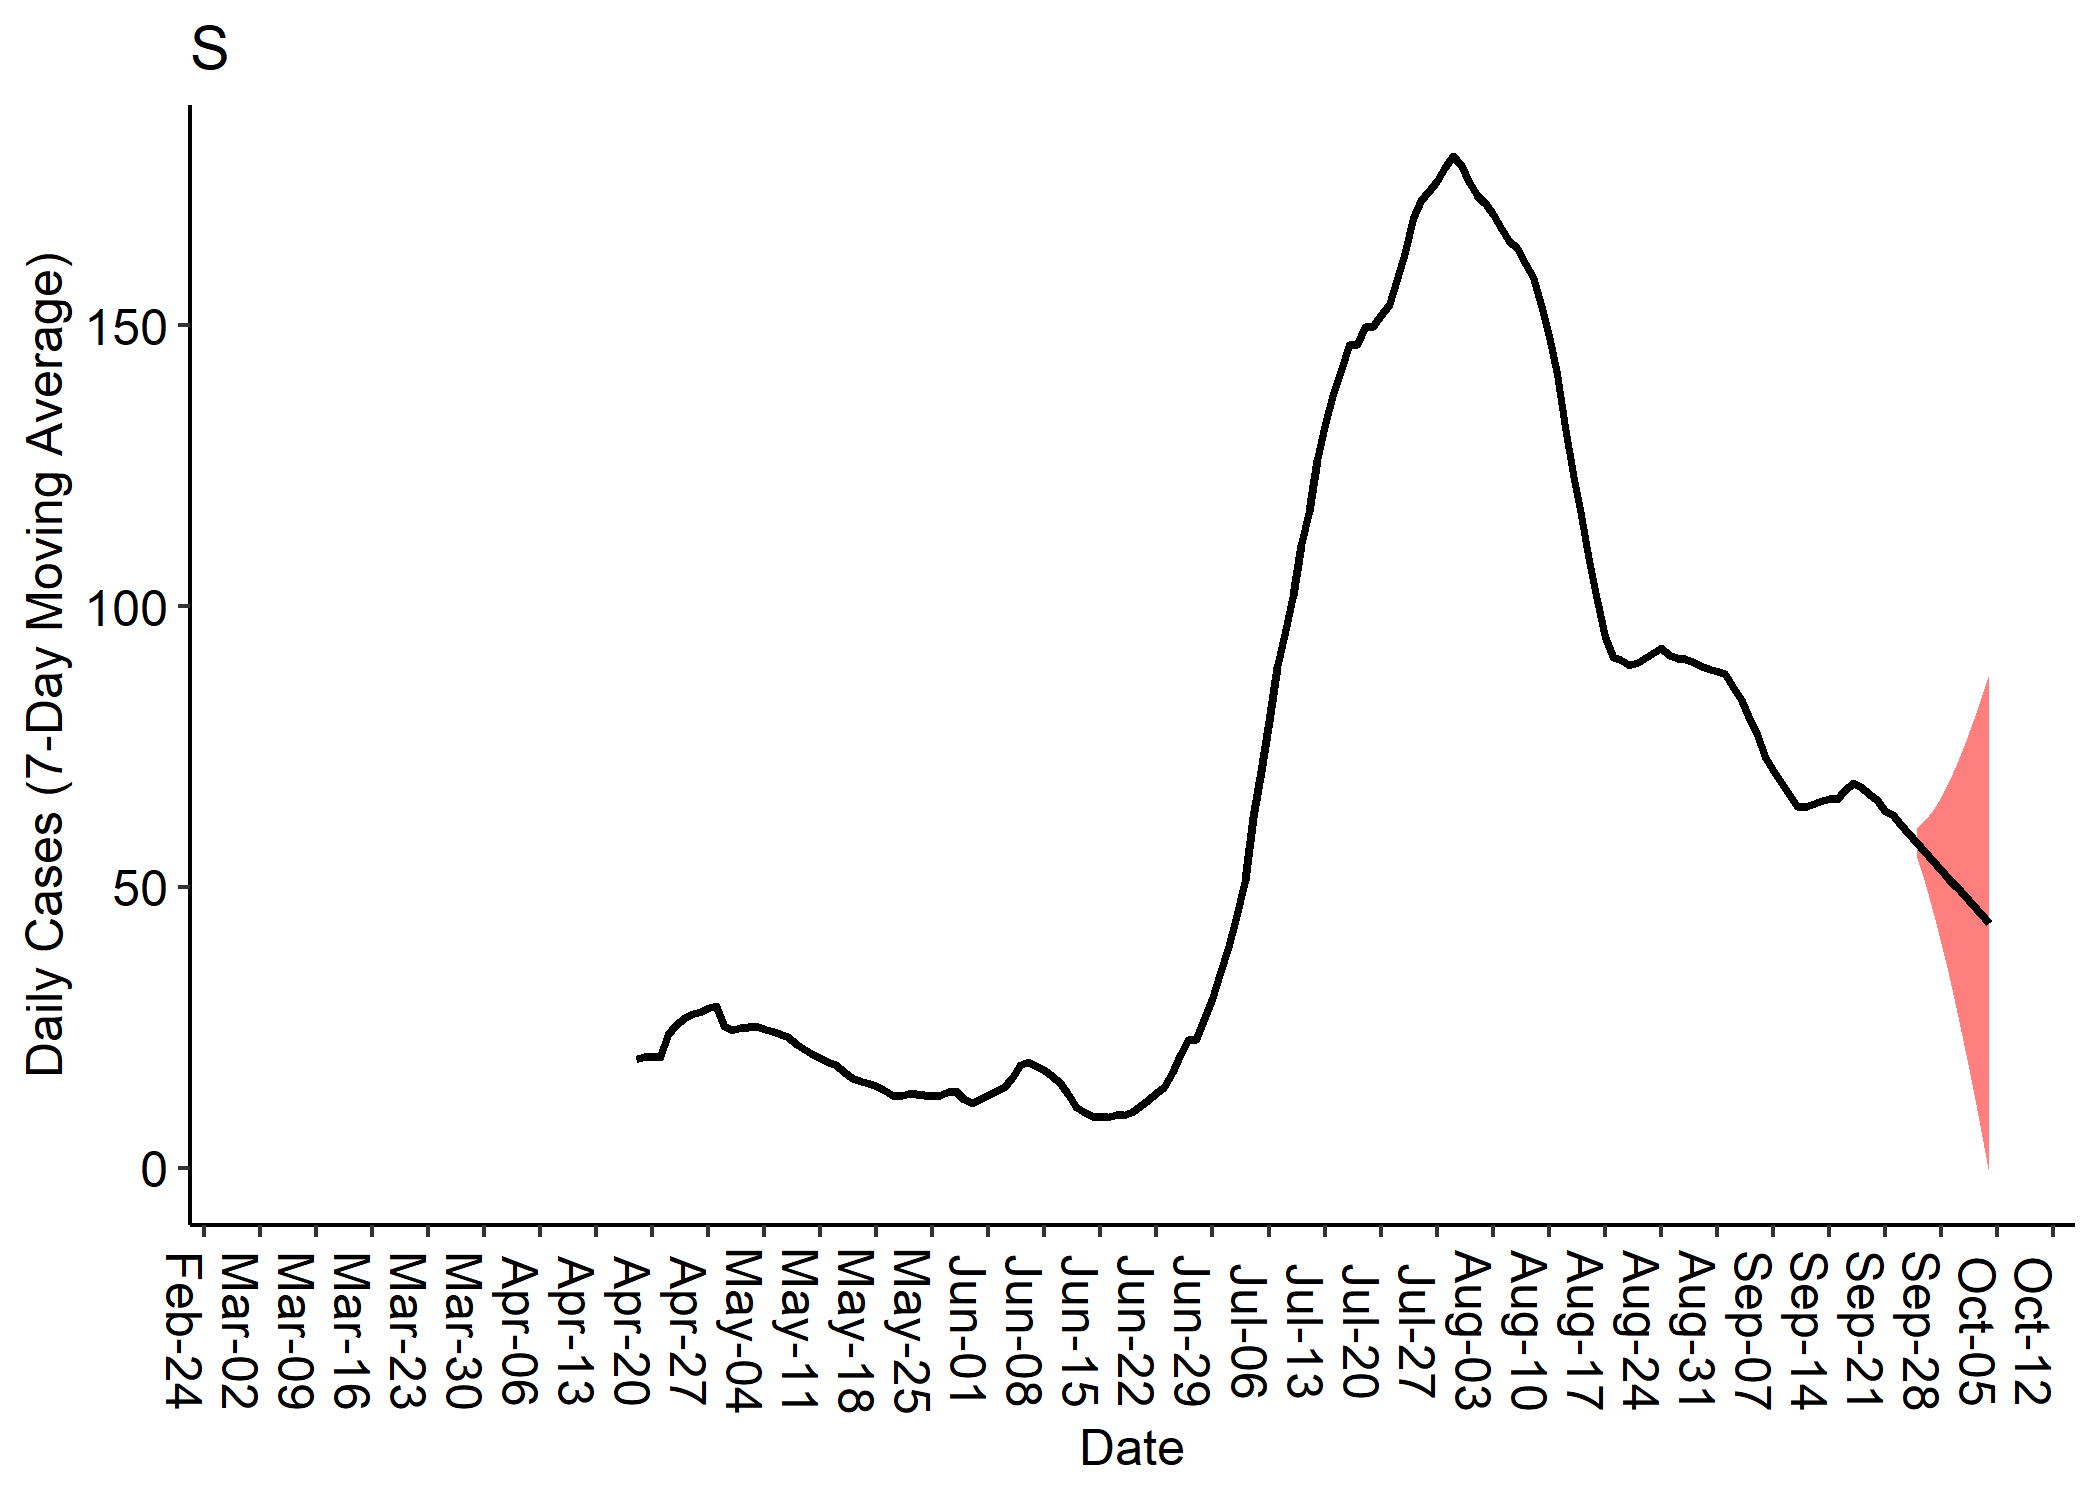 S
Daily Cases (7-Day Moving Average)
150
100
50
0
Feb-24
Mar-02
Mar-09
Mar-16
Mar-23
Mar-30
Apr-06
Apr-13
Apr-20
Apr-27
May-04
May-11
May-18
May-25
Jun-01
Jun-08
Jun-15
Jun-22
Jun-29
Jul-06
Jul-13
Jul-20
Jul-27
Aug-03
Aug-10
Aug-17
Aug-24
Aug-31
Sep-07
Sep-14
Sep-21
Sep-28
Oct-05
Oct-12
Date